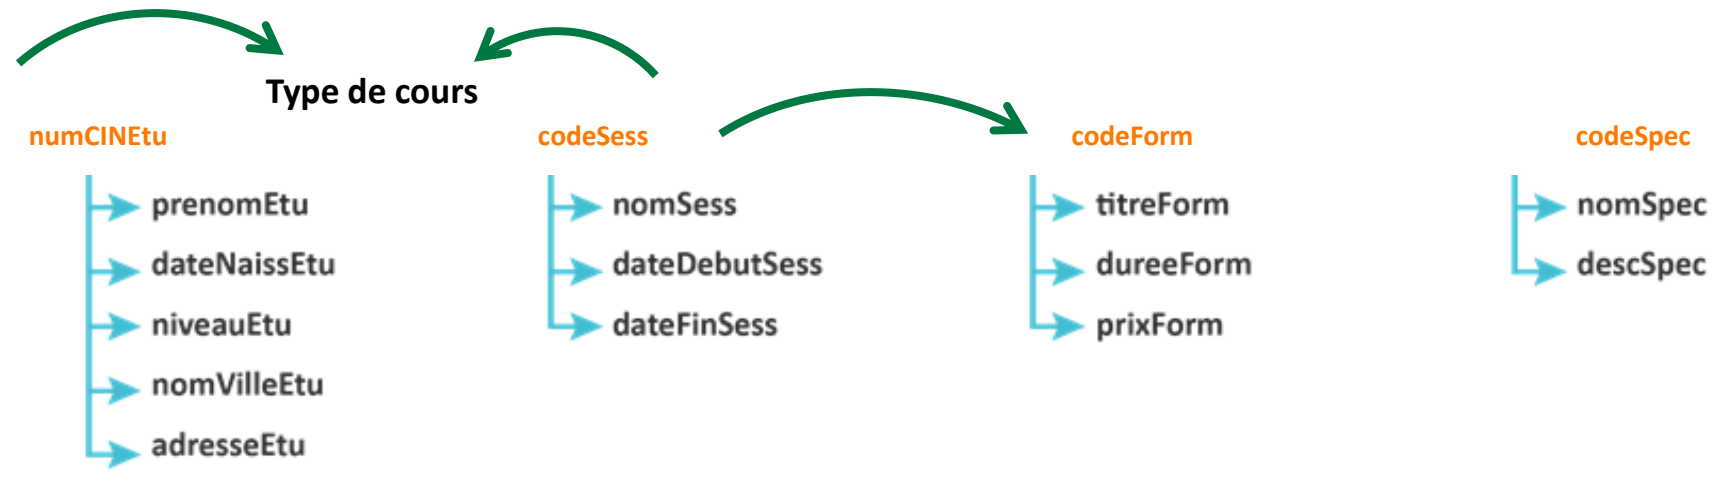 Type de cours
numCINEtu
prenomEtu
dateNaissEtu
niveauEtu
nomVilleEtu
adresseEtu
codeSess
nomSess
dateDebutSess
dateFinSess
codeForm
titreForm
dureeForm
prixForm
codeSpec
nomSpec
descSpec